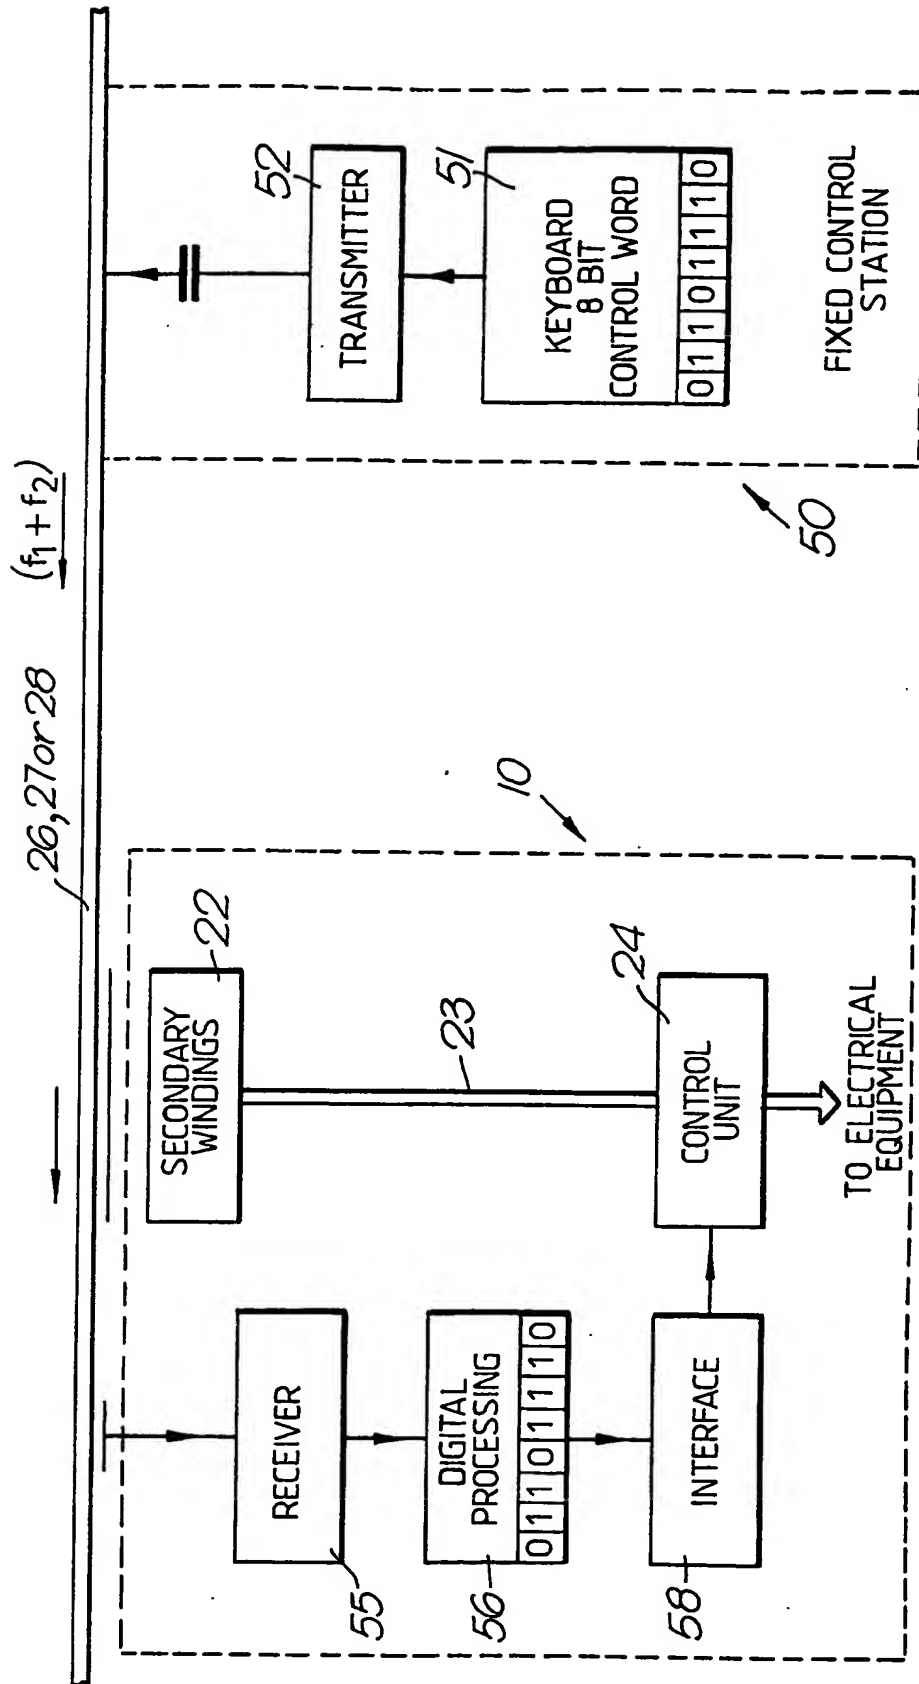 26, 27 or 28
(f₁ + f₂)
10
SECONDARY
WINDINGS
22
23
RECEIVER
55
DIGITAL
PROCESSING
0 1 1 0 1 1 1 0
56
INTERFACE
58
CONTROL
UNIT
24
TO ELECTRICAL
EQUIPMENT
TRANSMITTER
52
KEYBOARD
8 BIT
CONTROL WORD
0 1 1 0 1 1 1 0
51
FIXED CONTROL
STATION
50